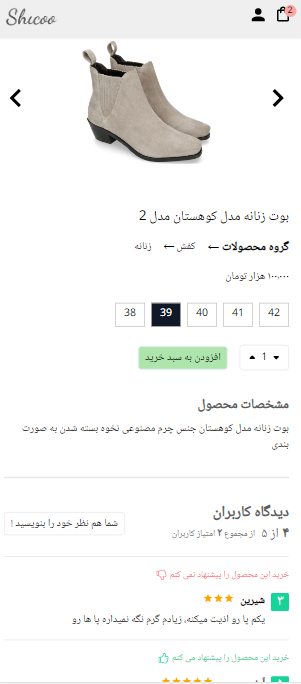 Shicoo
2
بوت زنانه مدل کوهستان مدل 2
گروه محصولات ← کفش ← زنانه
۱۰۰,۰۰۰ هزار تومان
38 39 40 41 42
1 افزودن به سبد خرید
مشخصات محصول
بوت زنانه مدل کوهستان جنس چرم مصنوعی نخوه بسته شدن به صورت
بندی
دیدگاه کاربران
۴ از ۵ از مجموع ۲ امتیاز کاربران
شما هم نظر خود را بنویسید !
خرید این محصول را پیشنهاد نمی کنم
۳ شیرین
یکم پا رو اذیت میکنه، زیادم گرم نگه نمیداره پا ها رو
خرید این محصول را پیشنهاد می کنم